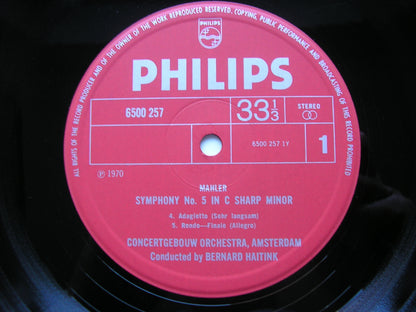 ALL RIGHTS OF THE RECORD PRODUCER AND OF THE OWNER OF THE WORK REPRODUCED RESERVED. COPYING, PUBLIC PERFORMANCE AND BROADCASTING OF THIS RECORD PROHIBITED
PHILIPS
PHILIPS
6500 257
33 1/3
STEREO
6500 257 1Y
1
℗ 1970
MAHLER
SYMPHONY No. 5 IN C SHARP MINOR
4. Adagietto (Sehr langsam)
5. Rondo—Finale (Allegro)
CONCERTGEBOUW ORCHESTRA, AMSTERDAM
Conducted by BERNARD HAITINK